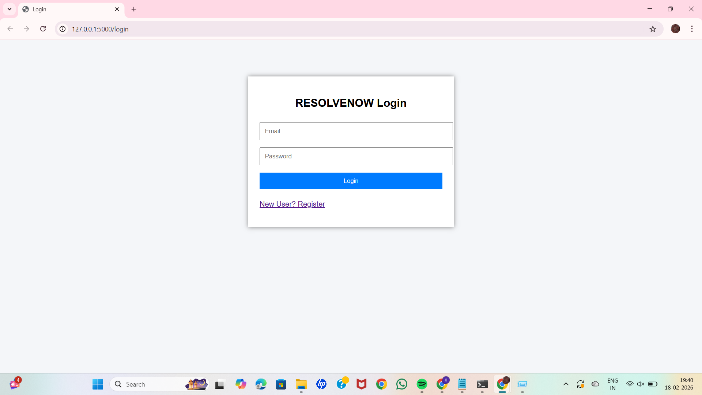 Login
127.0.0.1:5000/login
RESOLVENOW Login
Email
Password
Login
New User? Register
Search
ENG
IN
19:40
18-02-2026